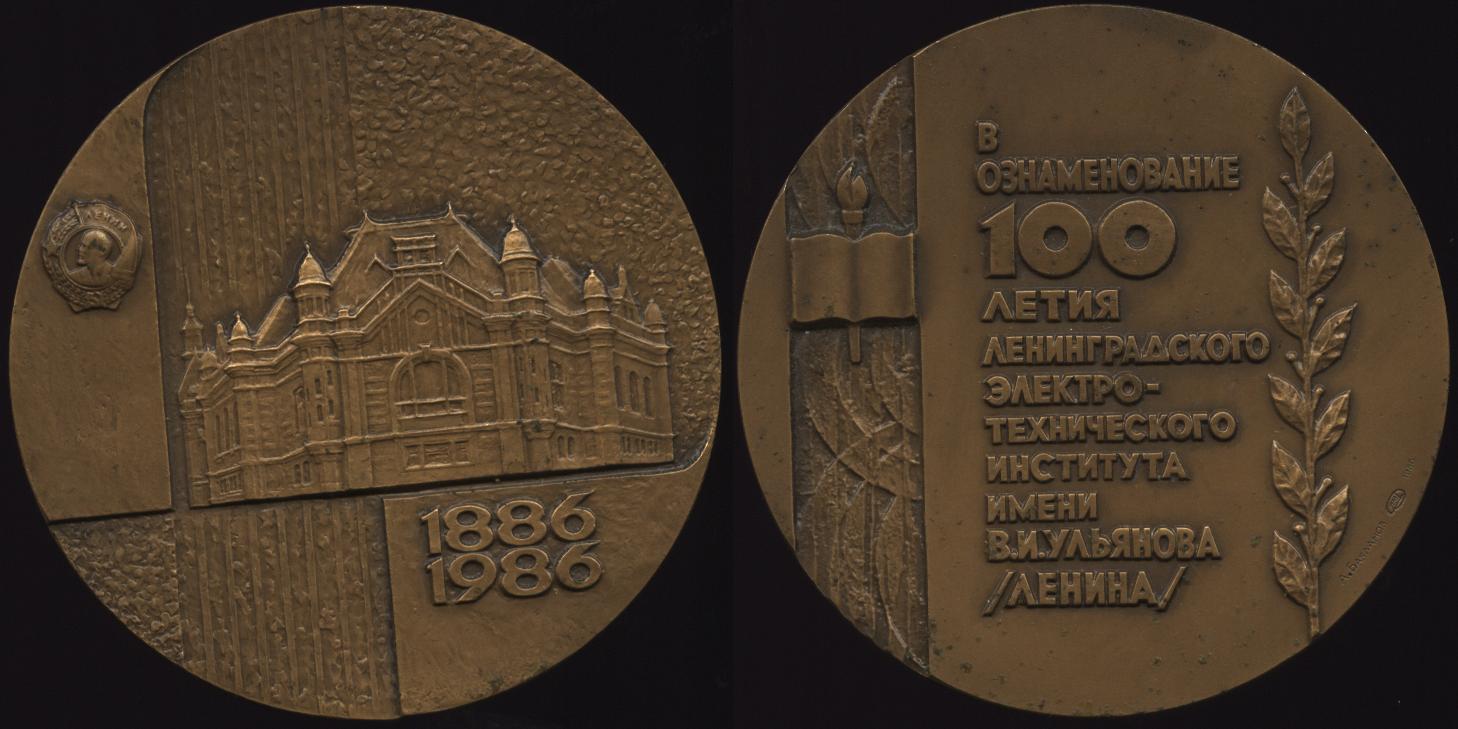 ЛЕНИН
1886
1986
В
ОЗНАМЕНОВАНИЕ
100
ЛЕТИЯ
ЛЕНИНГРАДСКОГО
ЭЛЕКТРО-
ТЕХНИЧЕСКОГО
ИНСТИТУТА
ИМЕНИ
В.И.УЛЬЯНОВА
/ЛЕНИНА/